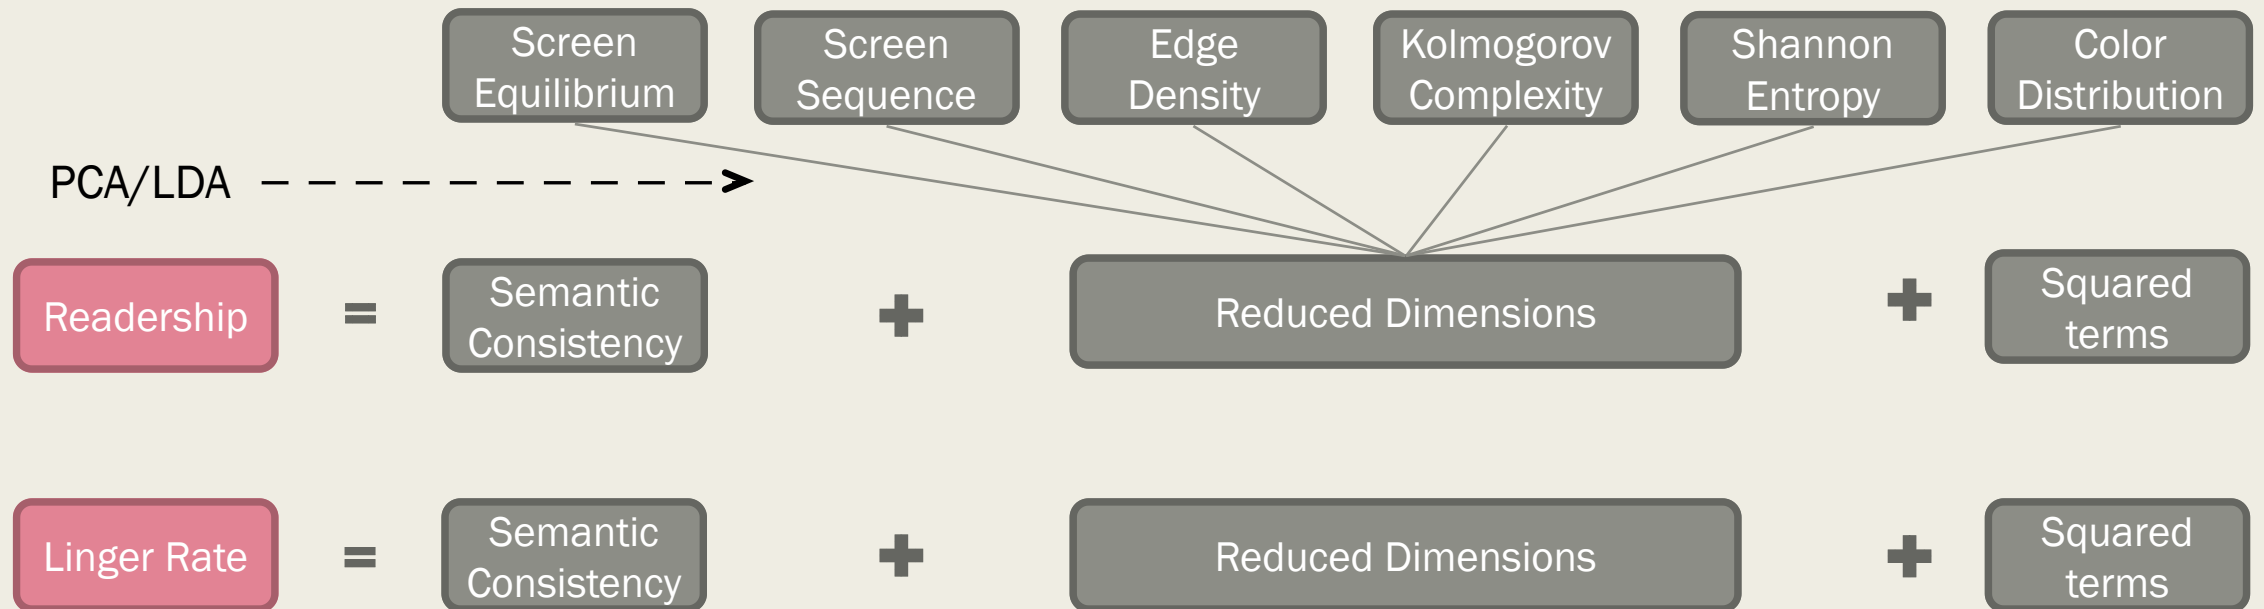 Screen
Equilibrium
Screen
Sequence
Edge
Density
Kolmogorov
Complexity
Shannon
Entropy
Color
Distribution
PCA/LDA
Readership
=
Semantic
Consistency
+
Reduced Dimensions
+
Squared
terms
Linger Rate
=
Semantic
Consistency
+
Reduced Dimensions
+
Squared
terms